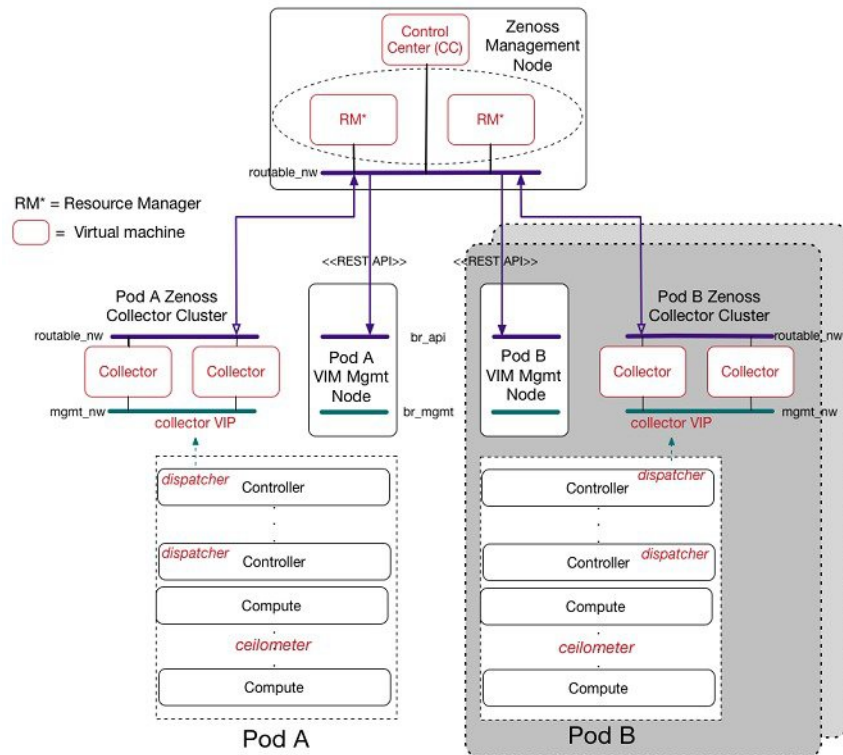 Control
Center (CC)
Zenoss
Management
Node
RM*
RM*
routable_nw
RM* = Resource Manager
= Virtual machine
<<REST API>>
<<REST API>>
Pod A Zenoss
Collector Cluster
Pod B Zenoss
Collector Cluster
routable_nw
br_api
routable_nw
Collector
Collector
Pod A
VIM Mgmt
Node
Pod B
VIM Mgmt
Node
Collector
Collector
mgmt_nw
br_mgmt
mgmt_nw
collector VIP
collector VIP
dispatcher
Controller
dispatcher
Controller
Compute
ceilometer
Compute
Pod A
dispatcher
Controller
dispatcher
Controller
Compute
ceilometer
Compute
Pod B